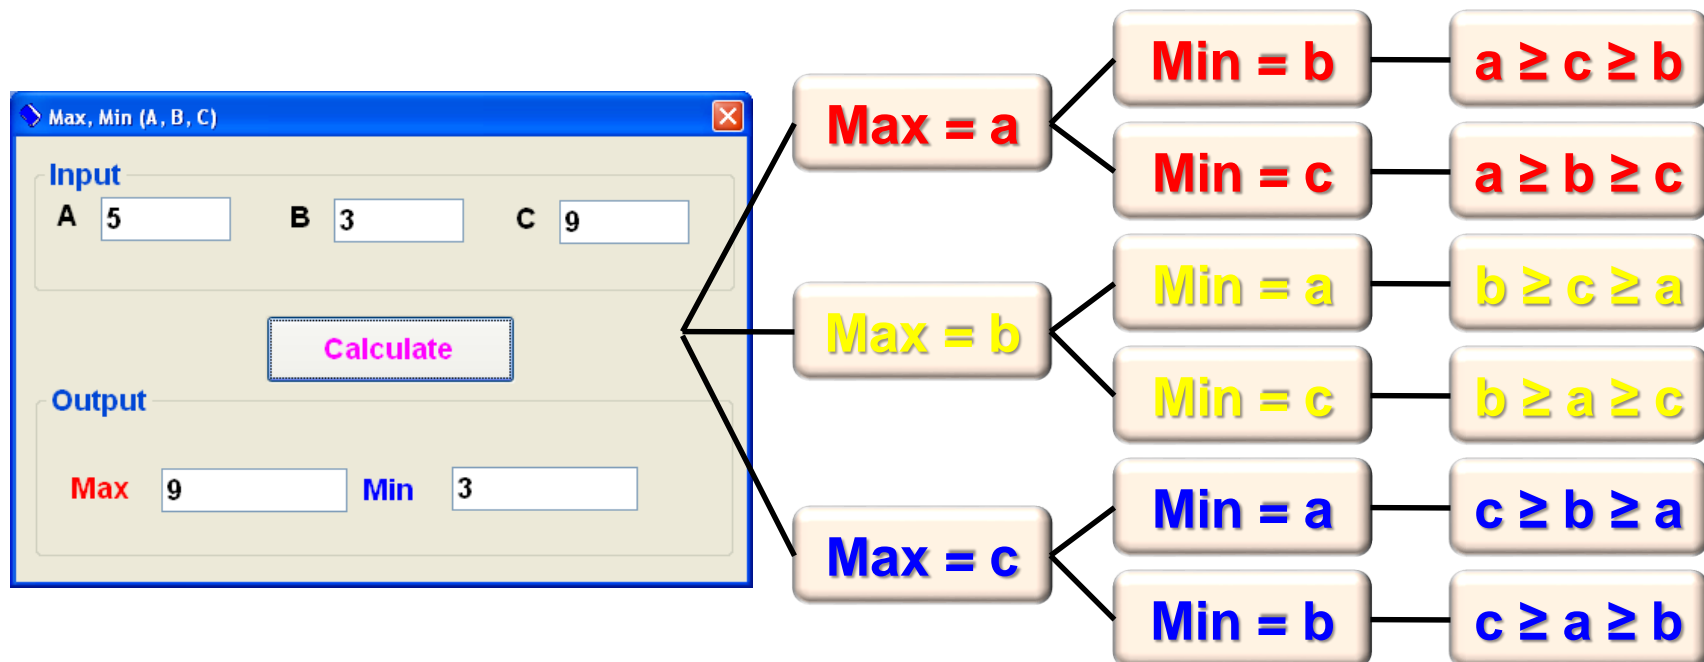 Max, Min (A, B, C)
Input
A 5 B 3 C 9
Calculate
Output
Max 9 Min 3
Max = a
Min = b a ≥ c ≥ b
Min = c a ≥ b ≥ c
Max = b
Min = a b ≥ c ≥ a
Min = c b ≥ a ≥ c
Max = c
Min = a c ≥ b ≥ a
Min = b c ≥ a ≥ b